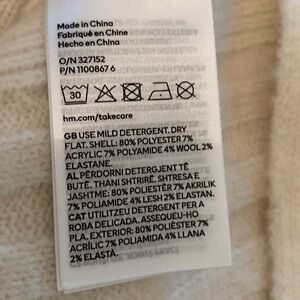 Made in China
Fabriqué en Chine
Hecho en China
O/N 327152
P/N 1100867 6
30
hm.com/takecare
GB USE MILD DETERGENT. DRY
FLAT. SHELL: 80% POLYESTER 7%
ACRYLIC 7% POLYAMIDE 4% WOOL 2%
ELASTANE.
AL PËRDORNI DETERGJENT TË
BUTË. THANI SHTRIRË. SHTRESA E
JASHTME: 80% POLIESTËR 7% AKRILIK
7% POLIAMID 4% LESH 2% ELASTAN.
CAT UTILITZEU DETERGENT PER A
ROBA DELICADA. ASSEQUEU-HO
PLA. EXTERIOR: 80% POLIÈSTER 7%
ACRÍLIC 7% POLIAMIDA 4% LLANA
2% ELASTÀ.